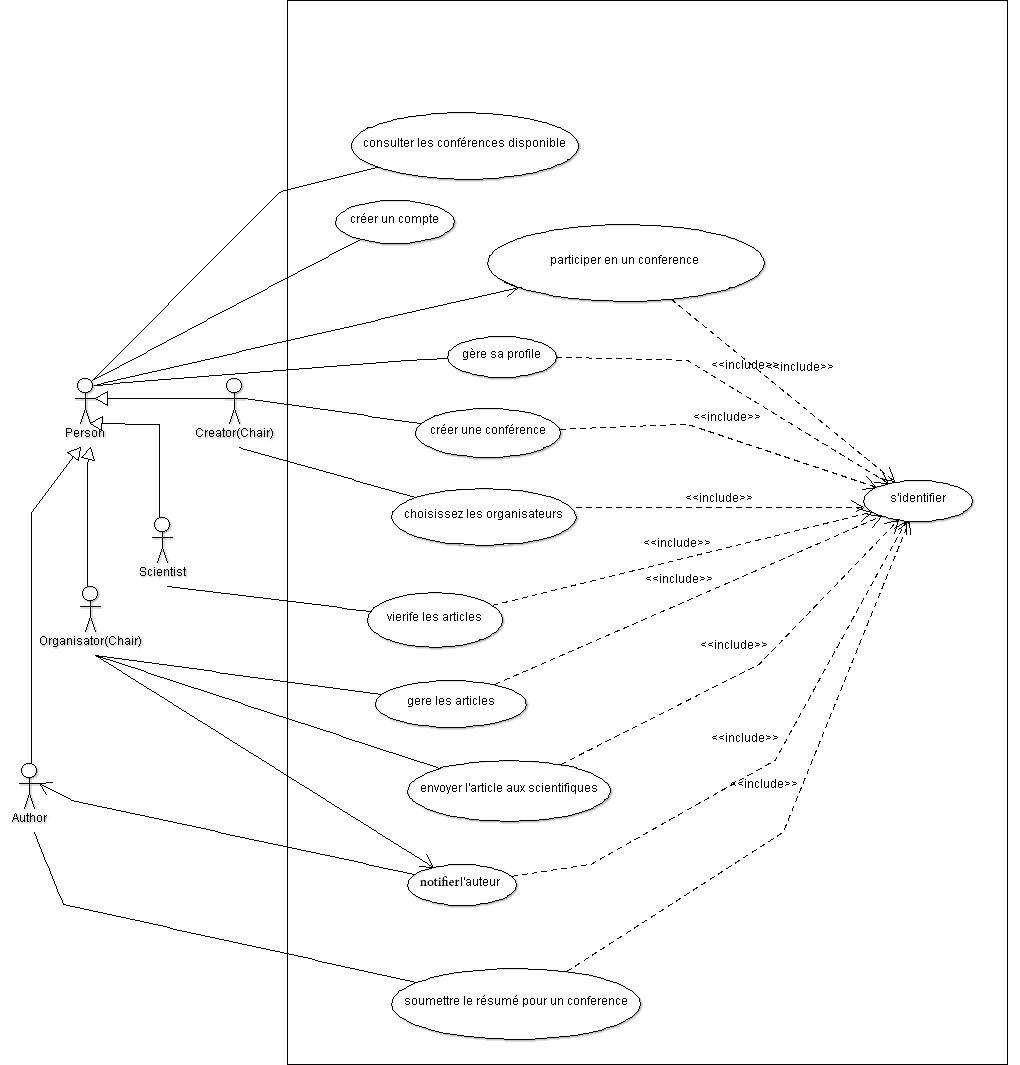 consulter les conférences disponible
créer un compte
participer en un conference
gère sa profile
<<include>>
<<include>>
Person
Creator(Chair)
créer une conférence
<<include>>
s'identifier
choisissez les organisateurs
<<include>>
<<include>>
Scientist
<<include>>
vierife les articles
Organisator(Chair)
<<include>>
gere les articles
<<include>>
envoyer l'article aux scientifiques
<<include>>
Author
notifierl'auteur
soumettre le résumé pour un conference